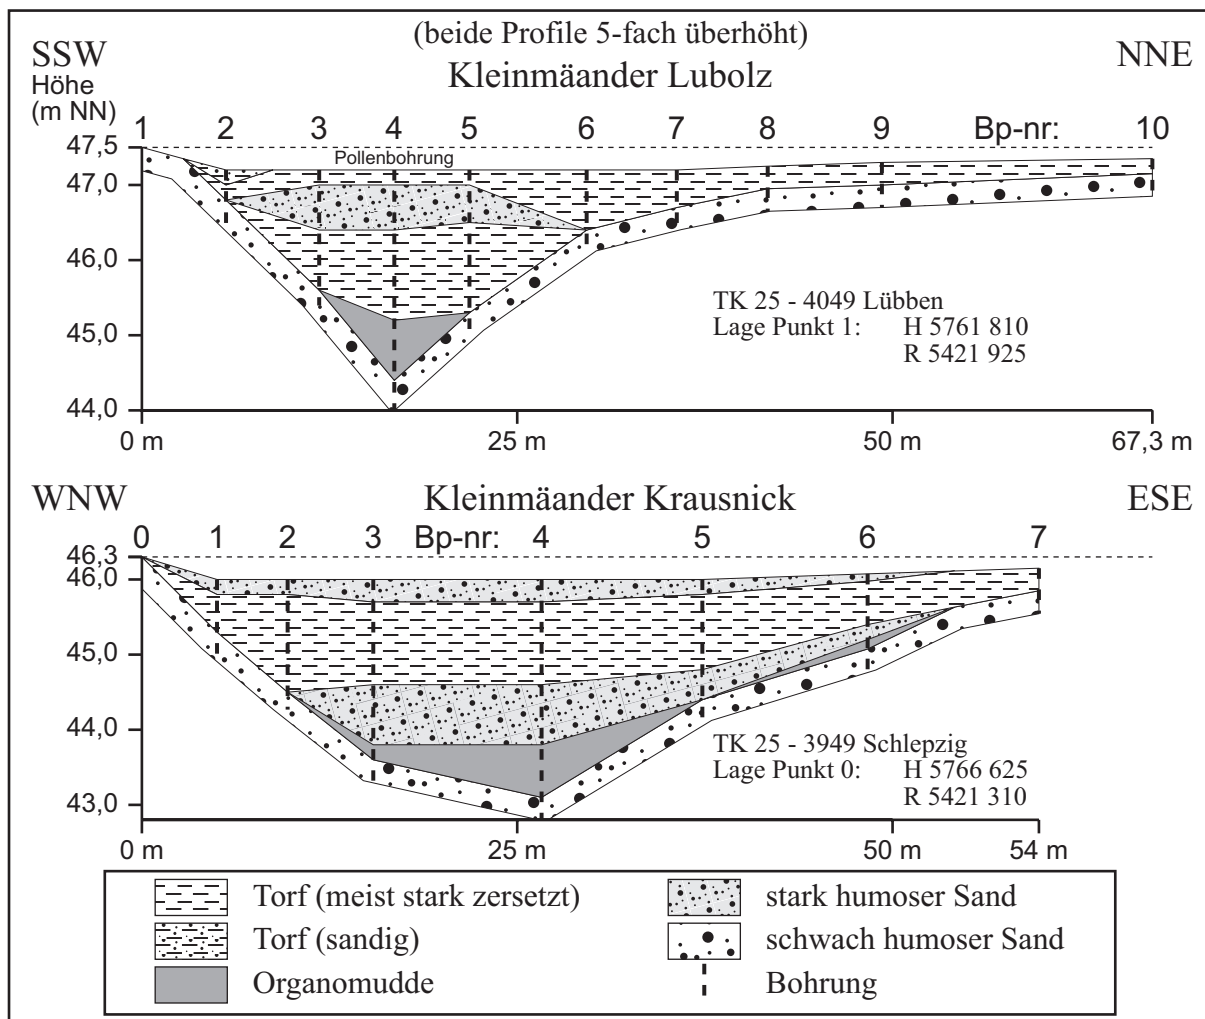 (beide Profile 5-fach überhöht)
SSW
Kleinmäander Lubolz
NNE
Höhe
(m NN)
1 2 3 4 5 6 7 8 9 Bp-nr: 10
47,5
Pollenbohrung
47,0
46,0
45,0
44,0
TK 25 - 4049 Lübben
Lage Punkt 1: H 5761 810
R 5421 925
0 m 25 m 50 m 67,3 m
WNW
Kleinmäander Krausnick
ESE
0 1 2 3 Bp-nr: 4 5 6 7
46,3
46,0
45,0
44,0
43,0
TK 25 - 3949 Schlepzig
Lage Punkt 0: H 5766 625
R 5421 310
0 m 25 m 50 m 54 m
Torf (meist stark zersetzt)
Torf (sandig)
Organomudde
stark humoser Sand
schwach humoser Sand
Bohrung